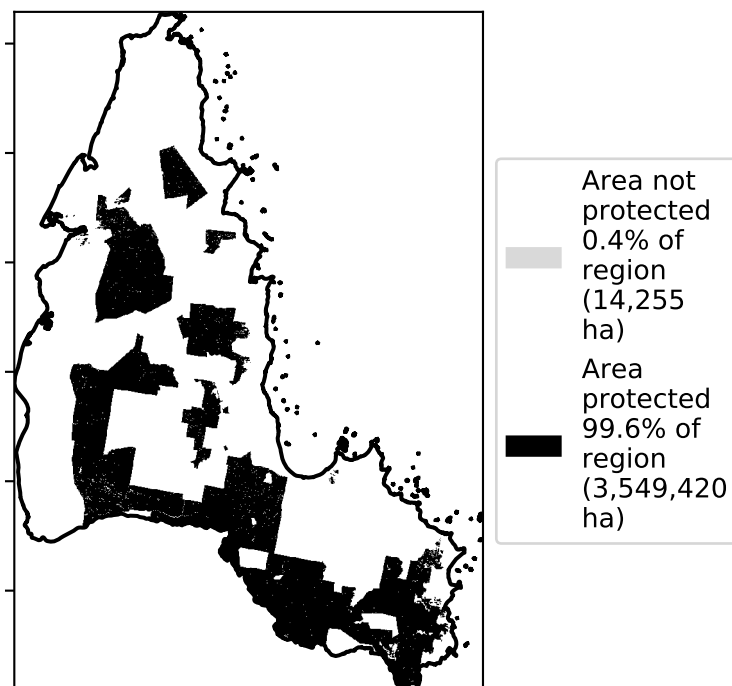 Area not
protected
0.4% of
region
(14,255
ha)
Area
protected
99.6% of
region
(3,549,420
ha)